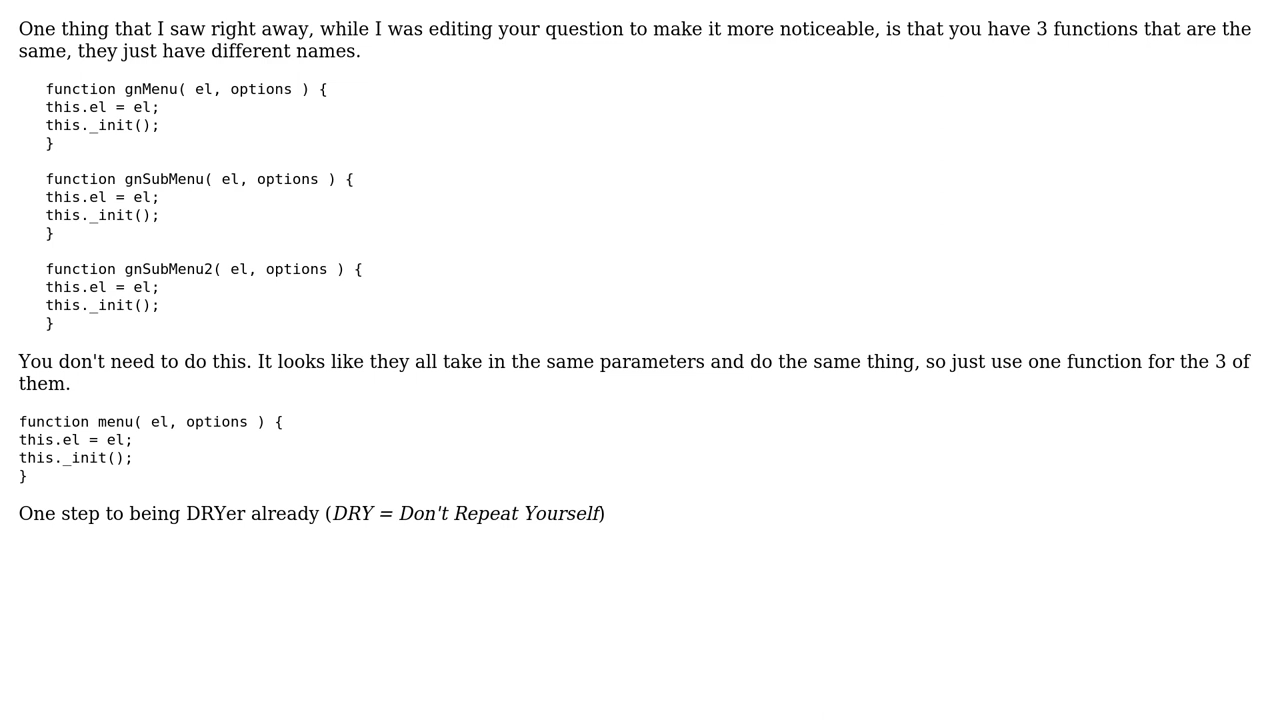 One thing that I saw right away, while I was editing your question to make it more noticeable, is that you have 3 functions that are the
same, they just have different names.
function gnMenu( el, options ) {
this.el = el;
this._init();
}
function gnSubMenu( el, options ) {
this.el = el;
this._init();
}
function gnSubMenu2( el, options ) {
this.el = el;
this._init();
}
You don't need to do this. It looks like they all take in the same parameters and do the same thing, so just use one function for the 3 of
them.
function menu( el, options ) {
this.el = el;
this._init();
}
One step to being DRYer already (DRY = Don't Repeat Yourself)